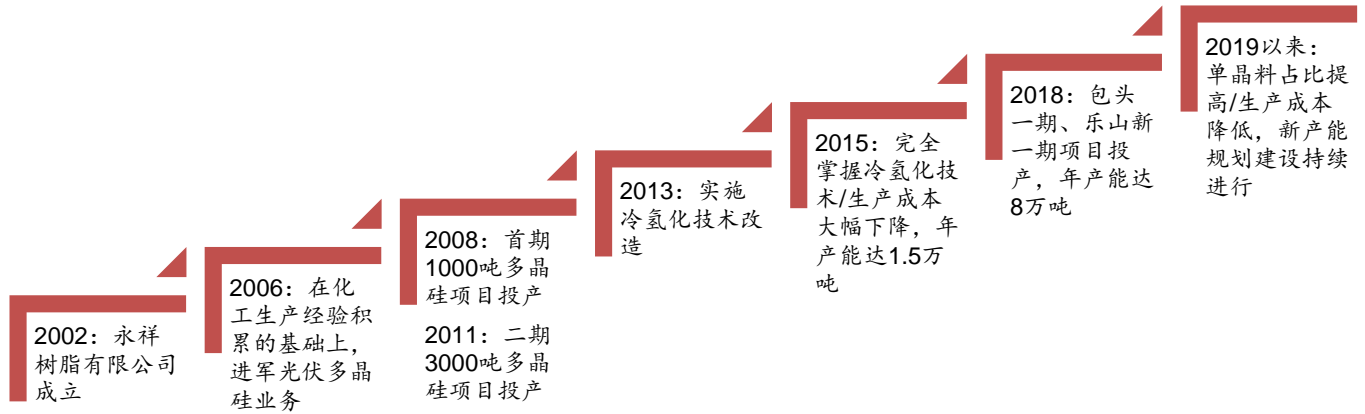 2002：永祥
树脂有限公司
成立
2006：在化
工生产经验积
累的基础上，
进军光伏多晶
硅业务
2008：首期
1000吨多晶
硅项目投产
2011：二期
3000吨多晶
硅项目投产
2013：实施
冷氢化技术改
造
2015：完全
掌握冷氢化技
术/生产成本
大幅下降，年
产能达1.5万
吨
2018：包头
一期、乐山新
一期项目投
产，年产能达
8万吨
2019以来：
单晶料占比提
高/生产成本
降低，新产能
规划建设持续
进行